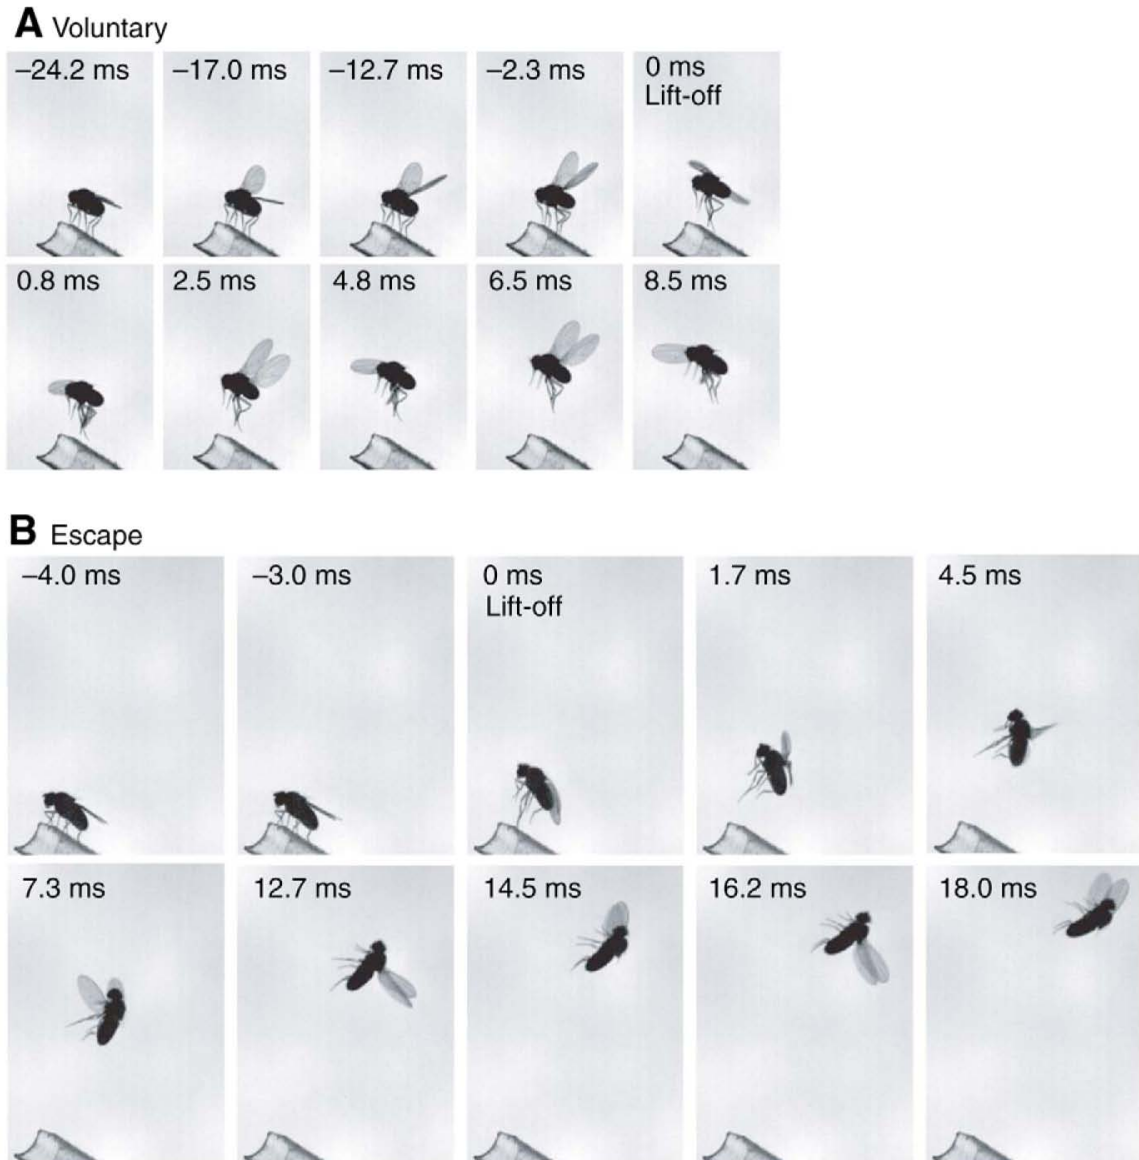 A Voluntary
–24.2 ms
–17.0 ms
–12.7 ms
–2.3 ms
0 ms
Lift-off
0.8 ms
2.5 ms
4.8 ms
6.5 ms
8.5 ms
B Escape
–4.0 ms
–3.0 ms
0 ms
Lift-off
1.7 ms
4.5 ms
7.3 ms
12.7 ms
14.5 ms
16.2 ms
18.0 ms